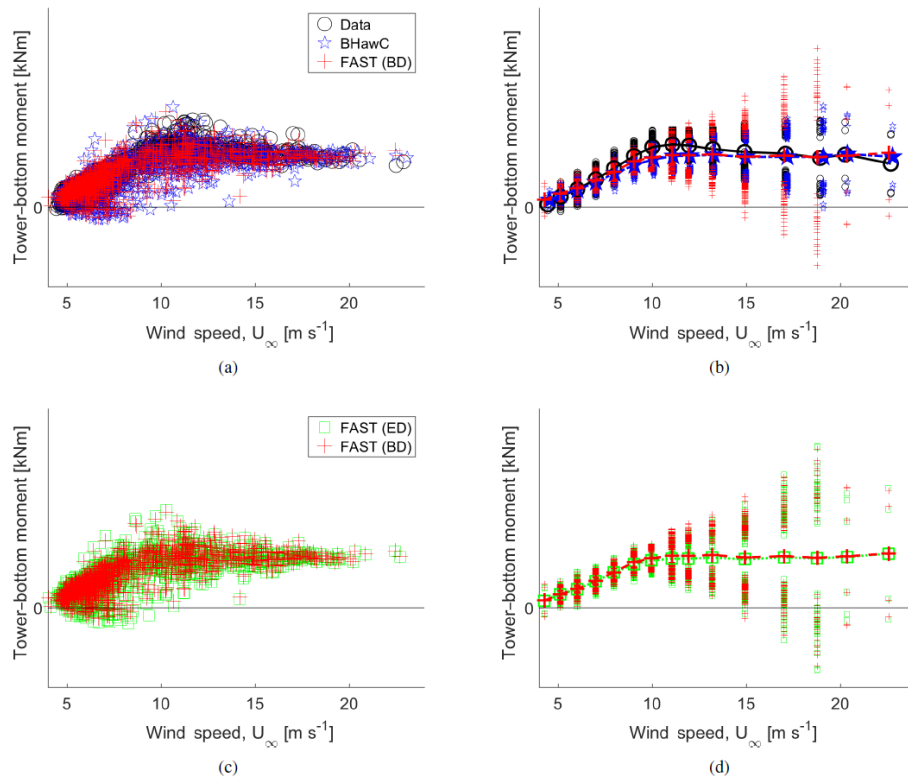 Tower-bottom moment [kNm]
0
Data
BHawC
FAST (BD)
5
10
15
20
Wind speed, U∞ [m s-1]
(a)
Tower-bottom moment [kNm]
0
5
10
15
20
Wind speed, U∞ [m s-1]
(b)
Tower-bottom moment [kNm]
0
FAST (ED)
FAST (BD)
5
10
15
20
Wind speed, U∞ [m s-1]
(c)
Tower-bottom moment [kNm]
0
5
10
15
20
Wind speed, U∞ [m s-1]
(d)